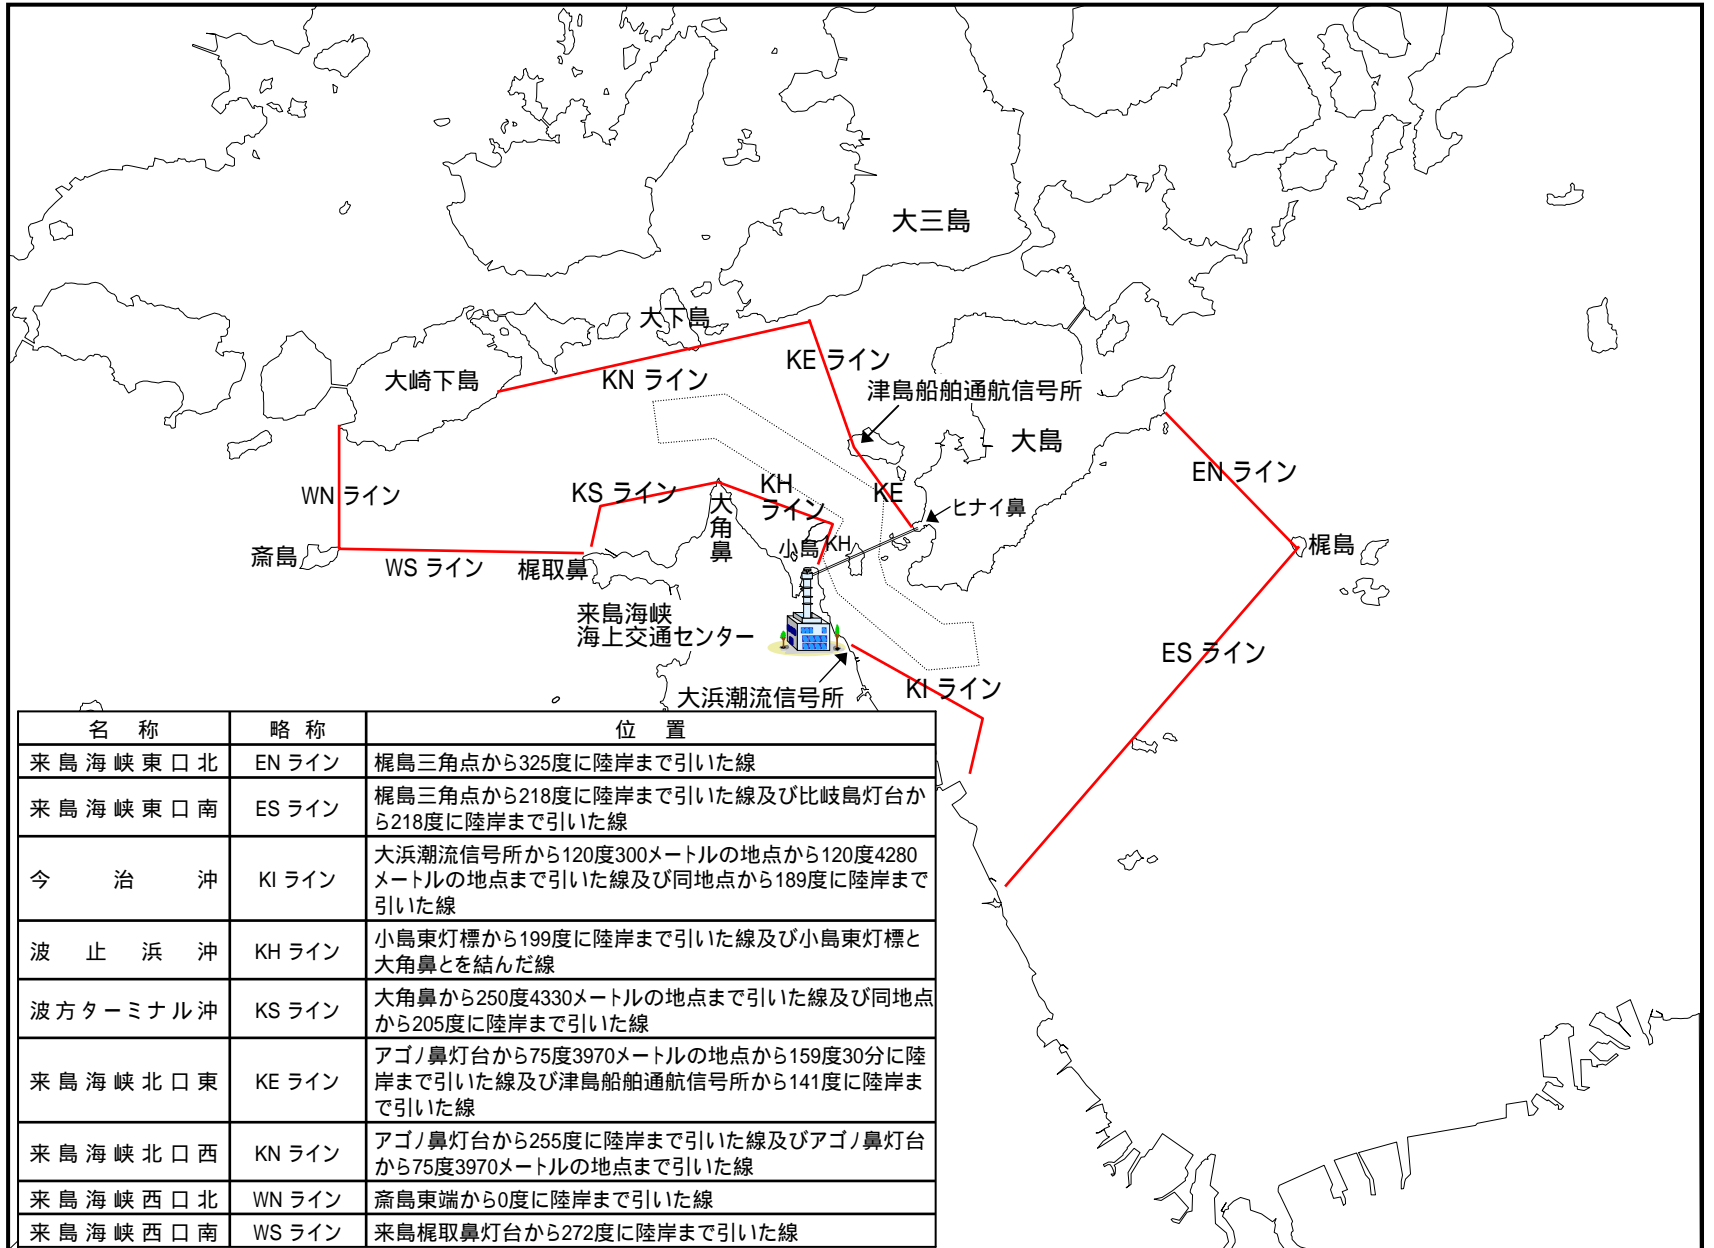 大三島
大下島
KE ライン
大崎下島
KN ライン
津島船舶通航信号所
大島
EN ライン
WN ライン
KS ライン
KH
ライン
KE
ヒナイ鼻
大角鼻
斎島
WS ライン
梶取鼻
小島
KH
梶島
来島海峡
海上交通センター
ES ライン
大浜潮流信号所
KI ライン
名 称 略 称 位 置
来島海峡東口北 EN ライン 梶島三角点から325度に陸岸まで引いた線
来島海峡東口南 ES ライン 梶島三角点から218度に陸岸まで引いた線及び比岐島灯台か
ら218度に陸岸まで引いた線
今治沖 KI ライン 大浜潮流信号所から120度300メートルの地点から120度4280
メートルの地点まで引いた線及び同地点から189度に陸岸まで
引いた線
波止浜沖 KH ライン 小島東灯標から199度に陸岸まで引いた線及び小島東灯標と
大角鼻とを結んだ線
波方ターミナル沖 KS ライン 大角鼻から250度4330メートルの地点まで引いた線及び同地点
から205度に陸岸まで引いた線
来島海峡北口東 KE ライン アゴノ鼻灯台から75度3970メートルの地点から159度30分に陸
岸まで引いた線及び津島船舶通航信号所から141度に陸岸ま
で引いた線
来島海峡北口西 KN ライン アゴノ鼻灯台から255度に陸岸まで引いた線及びアゴノ鼻灯台
から75度3970メートルの地点まで引いた線
来島海峡西口北 WN ライン 斎島東端から0度に陸岸まで引いた線
来島海峡西口南 WS ライン 来島梶取鼻灯台から272度に陸岸まで引いた線